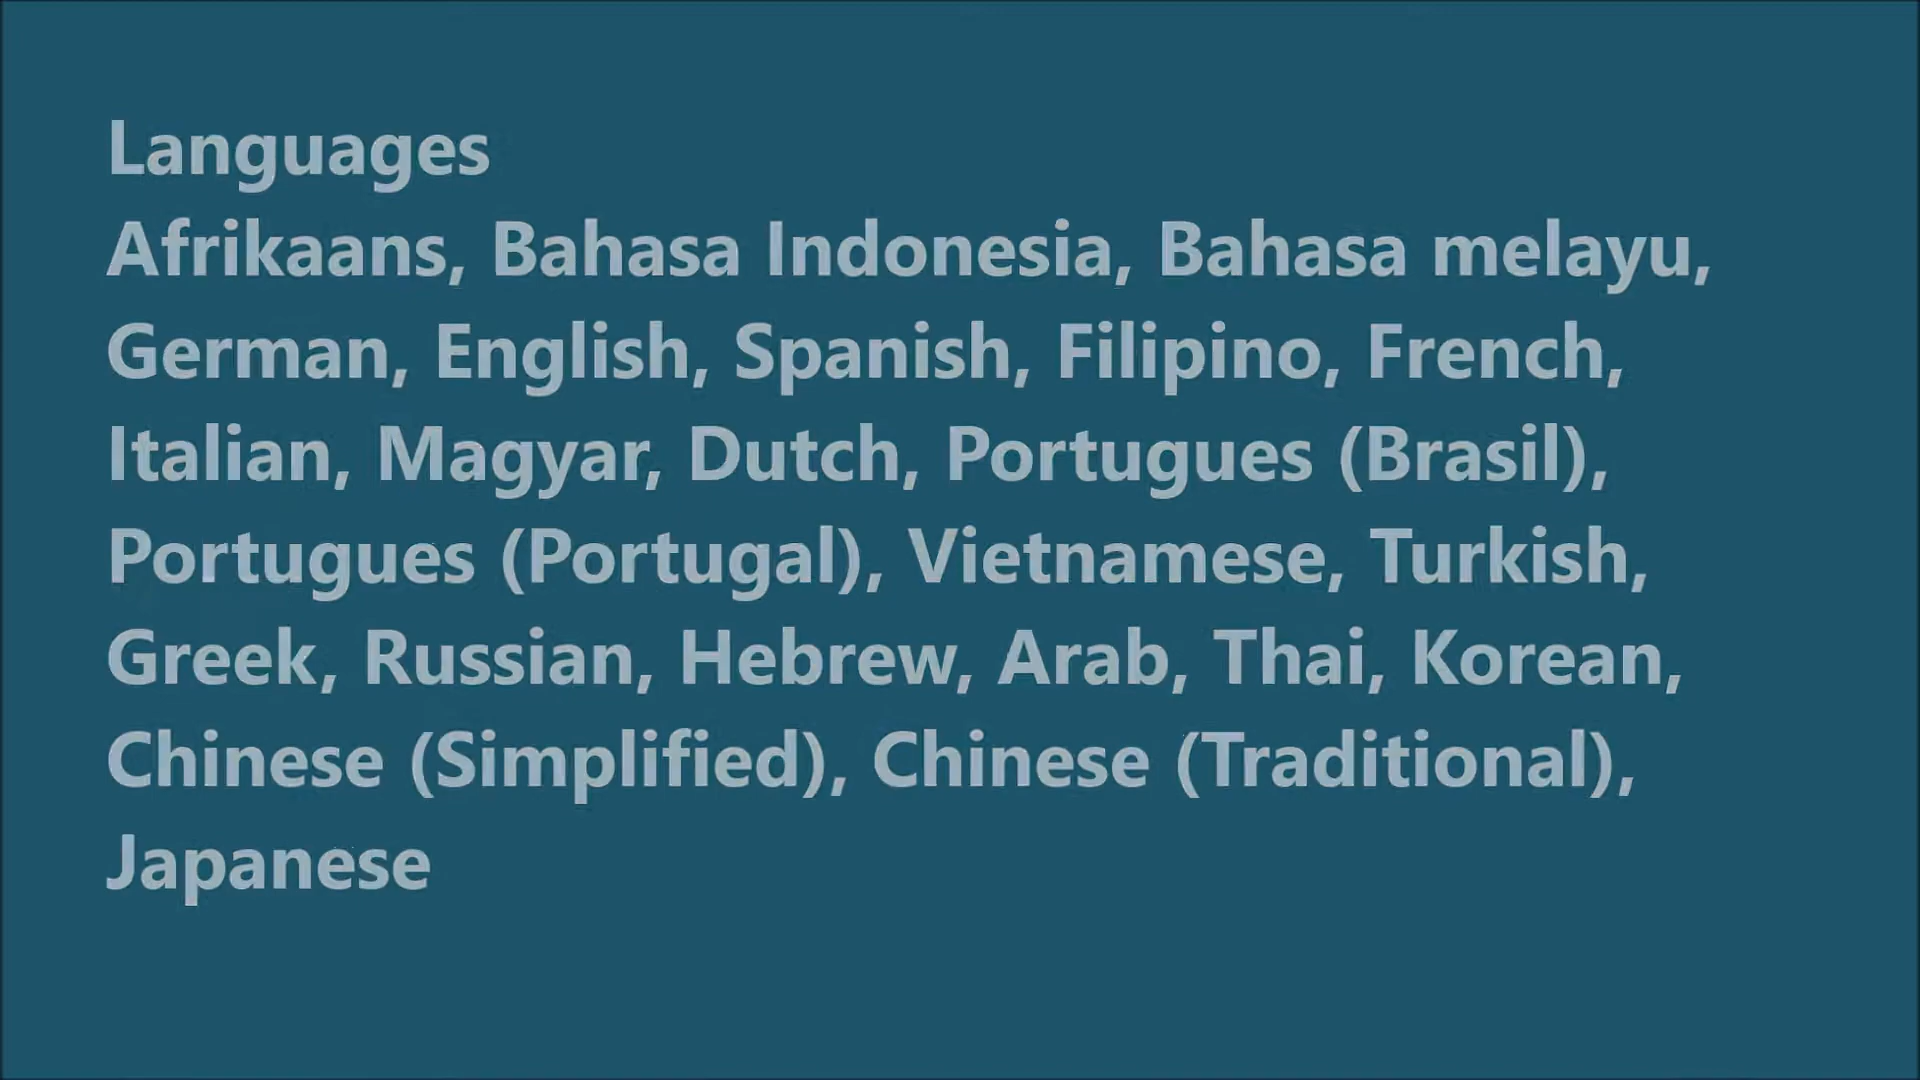 Languages
Afrikaans, Bahasa Indonesia, Bahasa melayu,
German, English, Spanish, Filipino, French,
Italian, Magyar, Dutch, Portugues (Brasil),
Portugues (Portugal), Vietnamese, Turkish,
Greek, Russian, Hebrew, Arab, Thai, Korean,
Chinese (Simplified), Chinese (Traditional),
Japanese